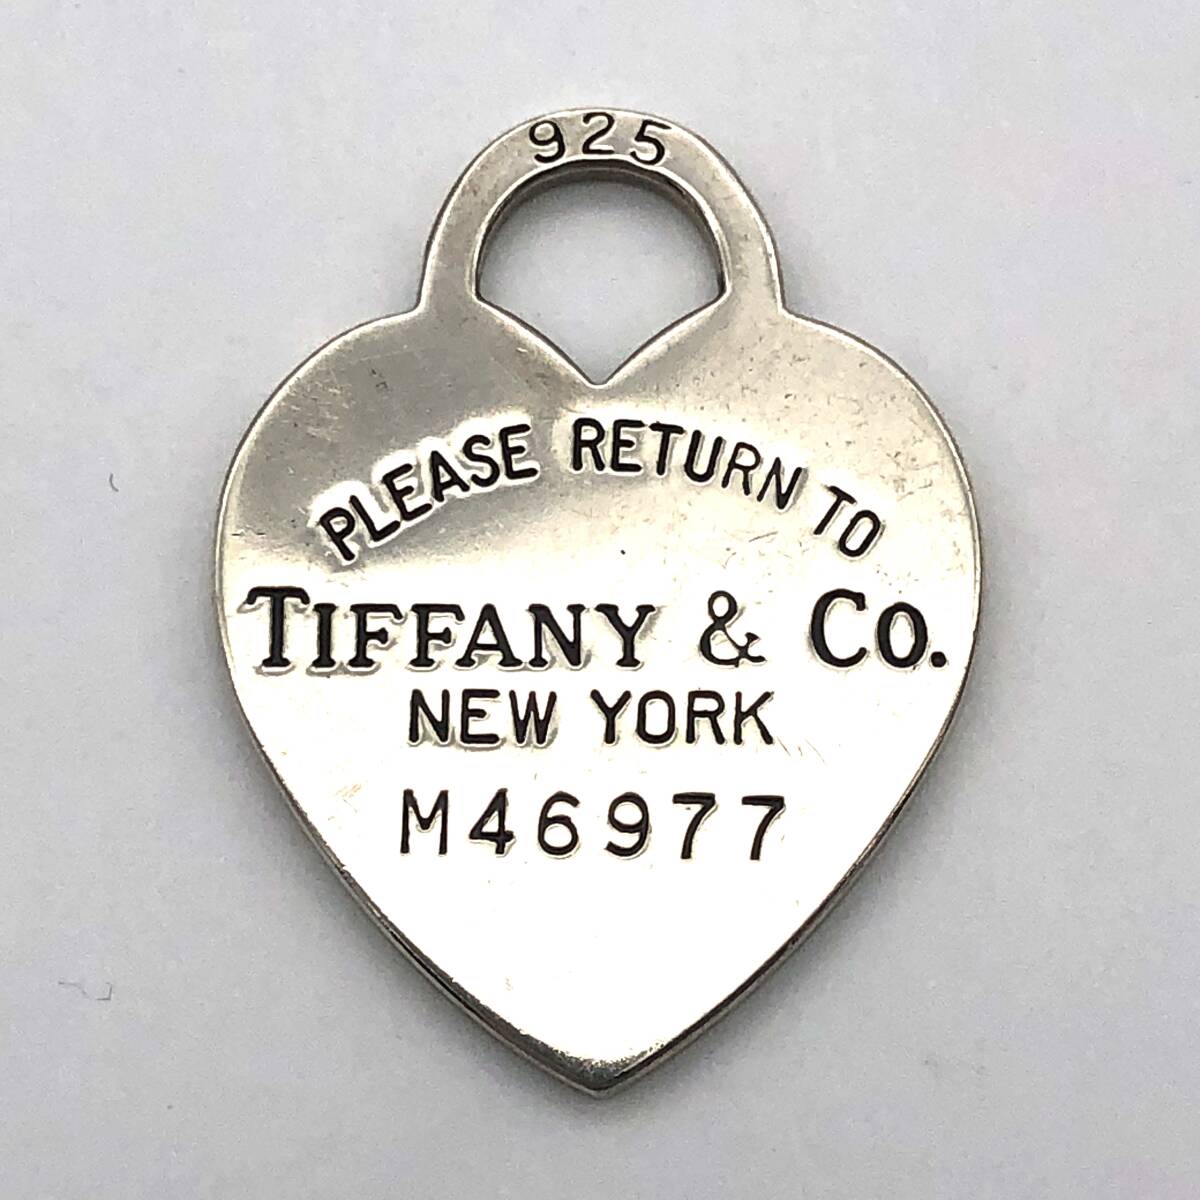 925
PLEASE RETURN TO
TIFFANY & CO.
NEW YORK
M46977